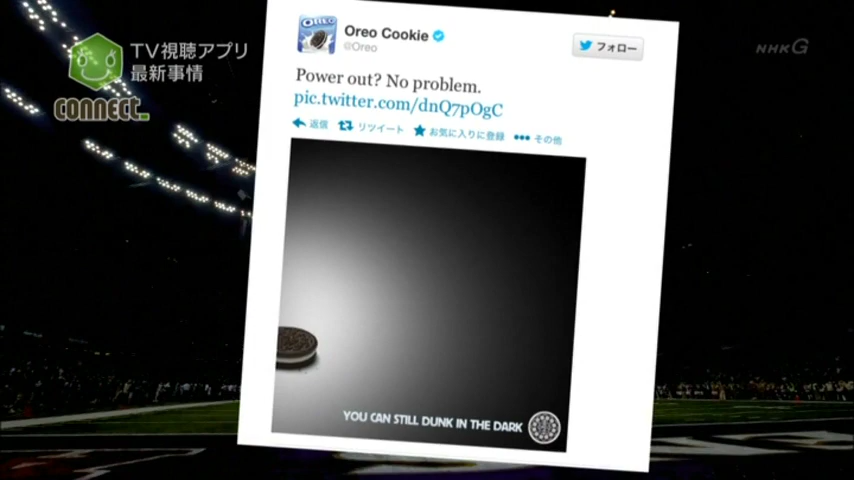 TV視聴アプリ
最新事情
CONNECT.
NHK G
OREO
Oreo Cookie
@Oreo
フォロー
Power out? No problem.
pic.twitter.com/dnQ7pOgC
返信 リツイート お気に入りに登録 その他
YOU CAN STILL DUNK IN THE DARK